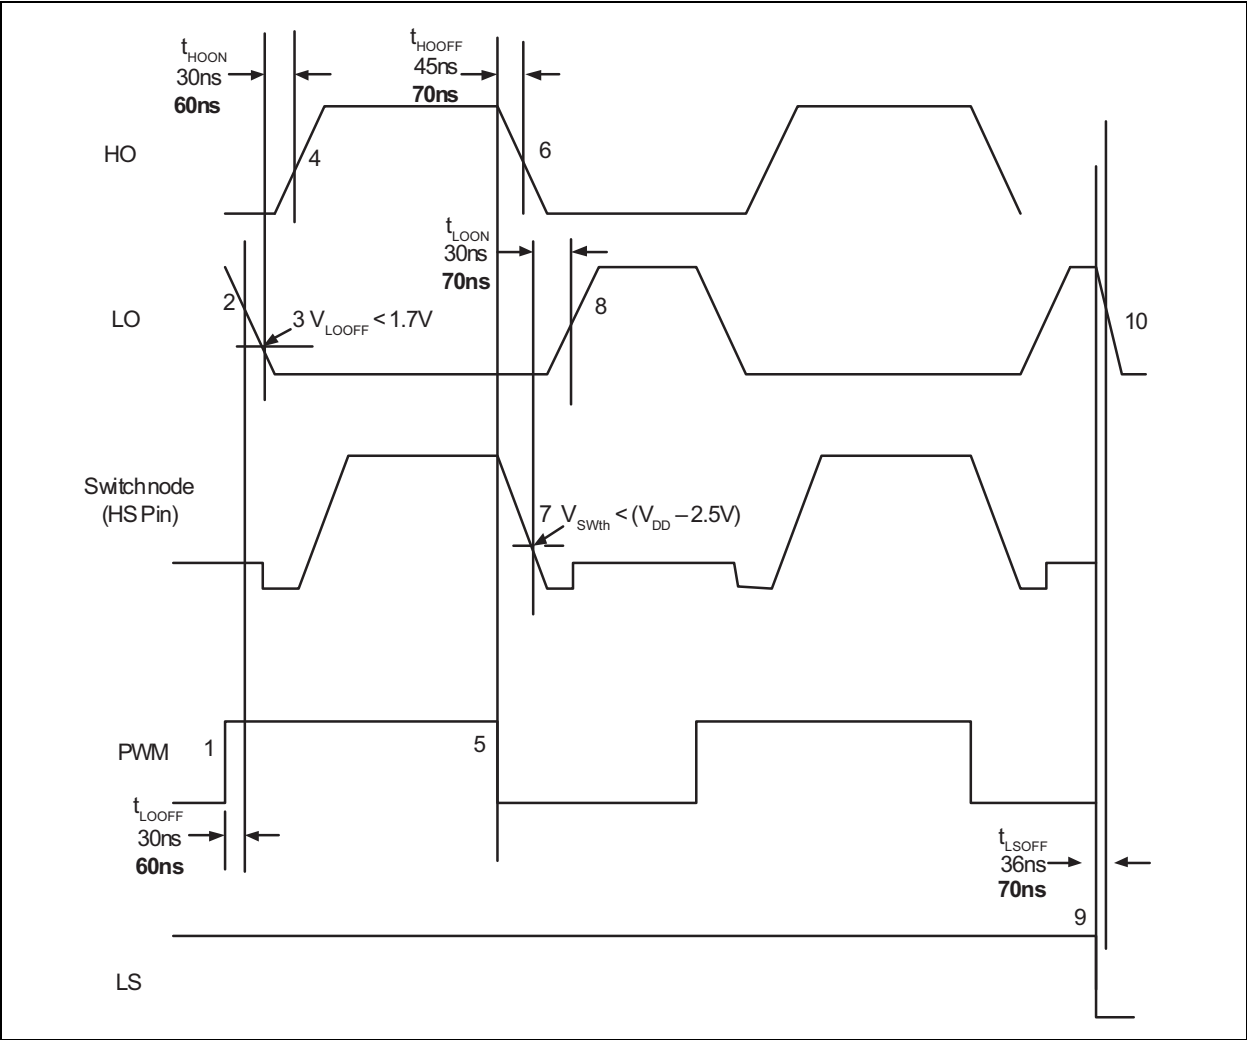 tHOON
30ns
60ns
tHOOFF
45ns
70ns
HO
4
6
tLOON
30ns
70ns
LO
2
3 VLOOFF < 1.7V
8
10
Switch node
(HS Pin)
7 VSWth < (VDD – 2.5V)
PWM
1
5
tLOOFF
30ns
60ns
tLSOFF
36ns
70ns
9
LS